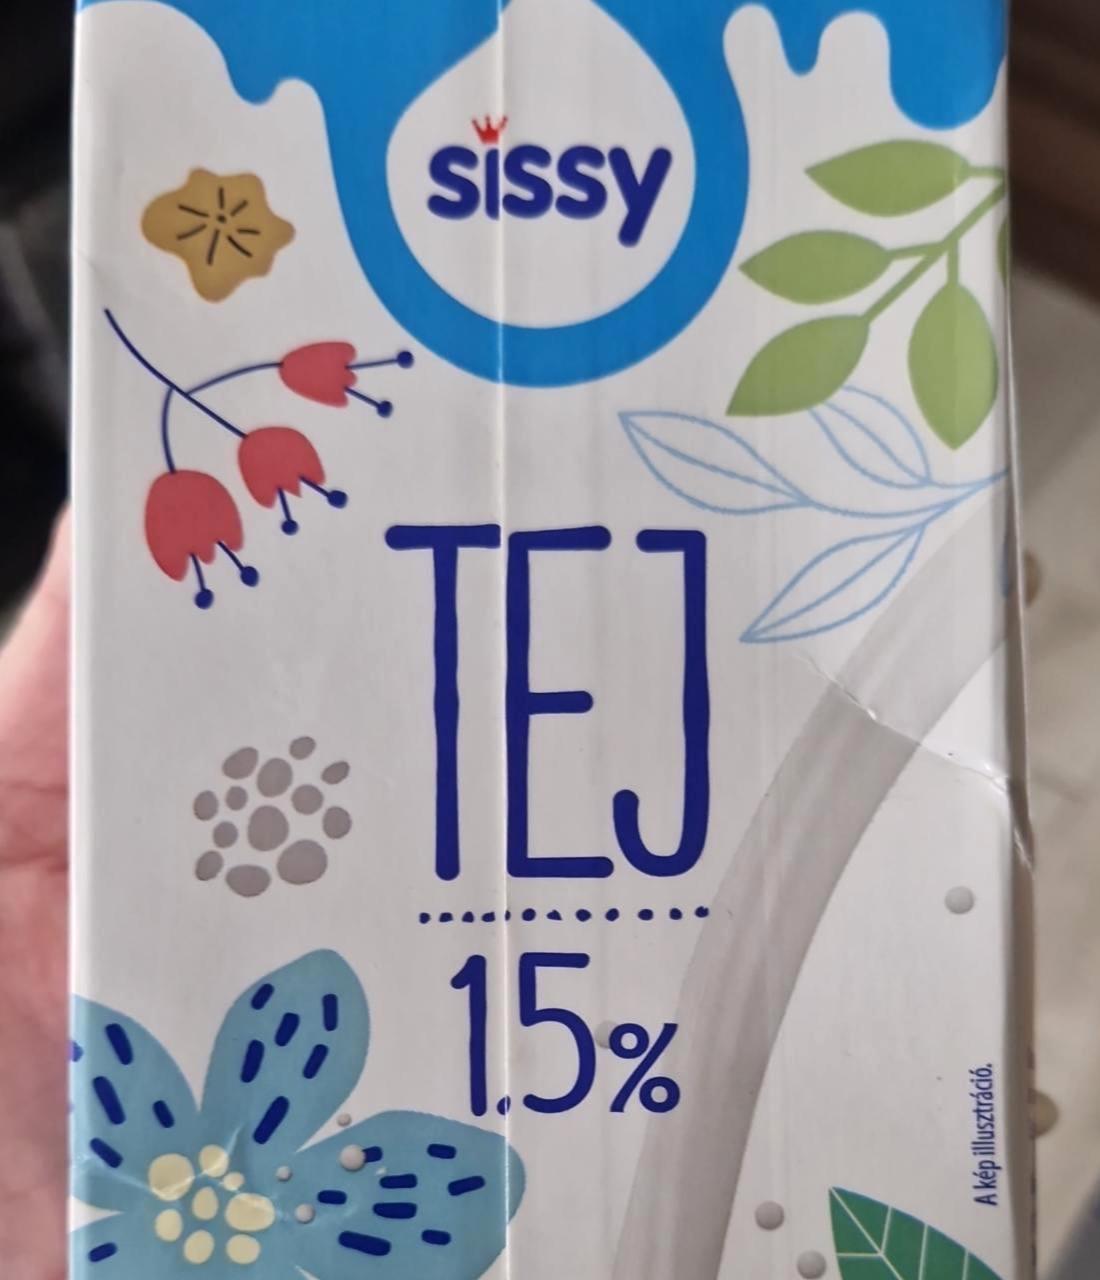 sissy
TEJ
1.5%
A kép illusztráció.